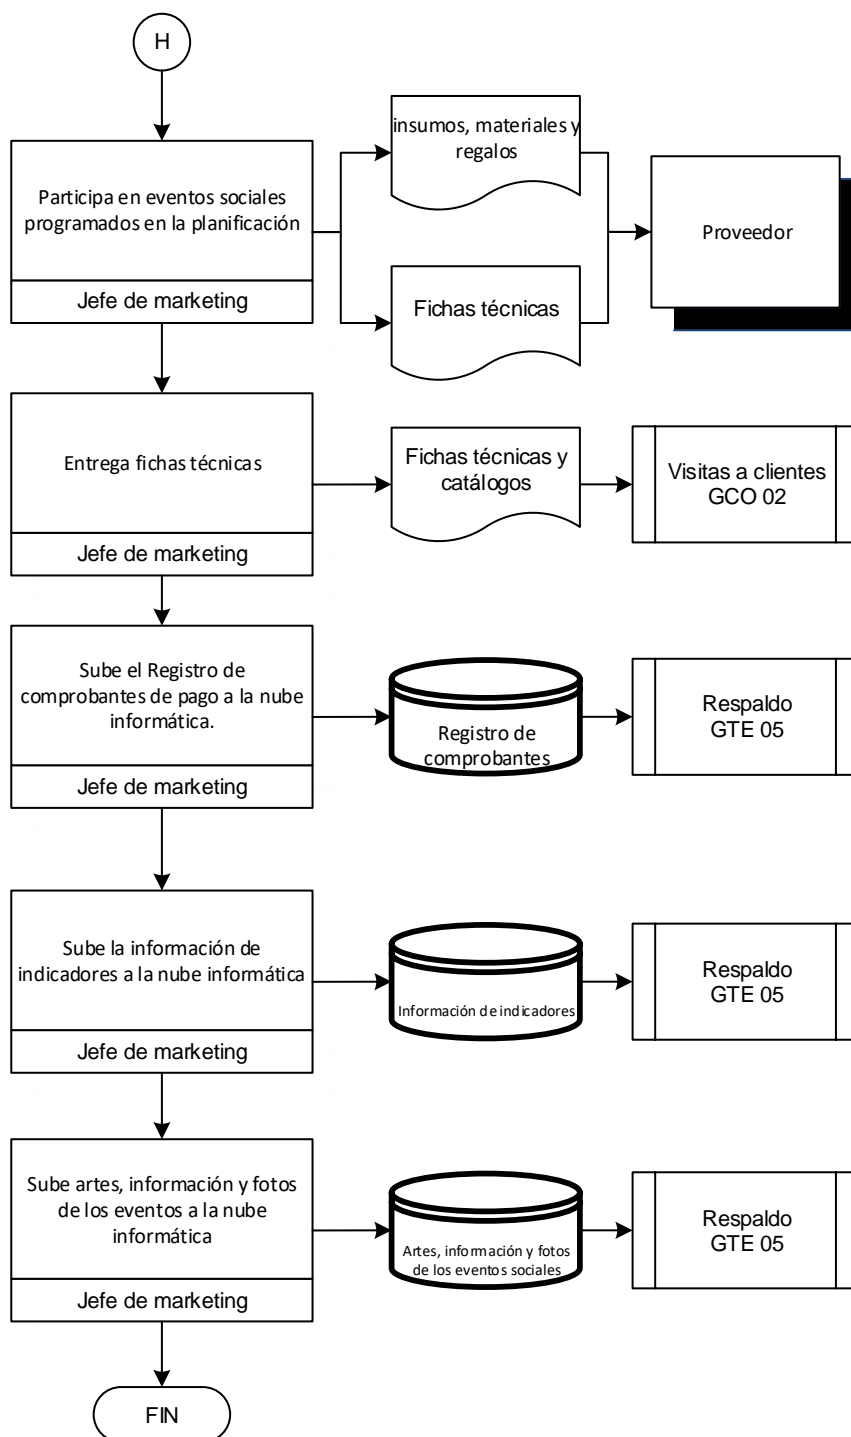 H
Participa en eventos sociales
programados en la planificación
Jefe de marketing
insumos, materiales y
regalos
Fichas técnicas
Proveedor
Entrega fichas técnicas
Jefe de marketing
Fichas técnicas y
catálogos
Visitas a clientes
GCO 02
Sube el Registro de
comprobantes de pago a la nube
informática.
Jefe de marketing
Registro de
comprobantes
Respaldo
GTE 05
Sube la información de
indicadores a la nube informática
Jefe de marketing
Información de indicadores
Respaldo
GTE 05
Sube artes, información y fotos
de los eventos a la nube
informática
Jefe de marketing
Artes, información y fotos
de los eventos sociales
Respaldo
GTE 05
FIN